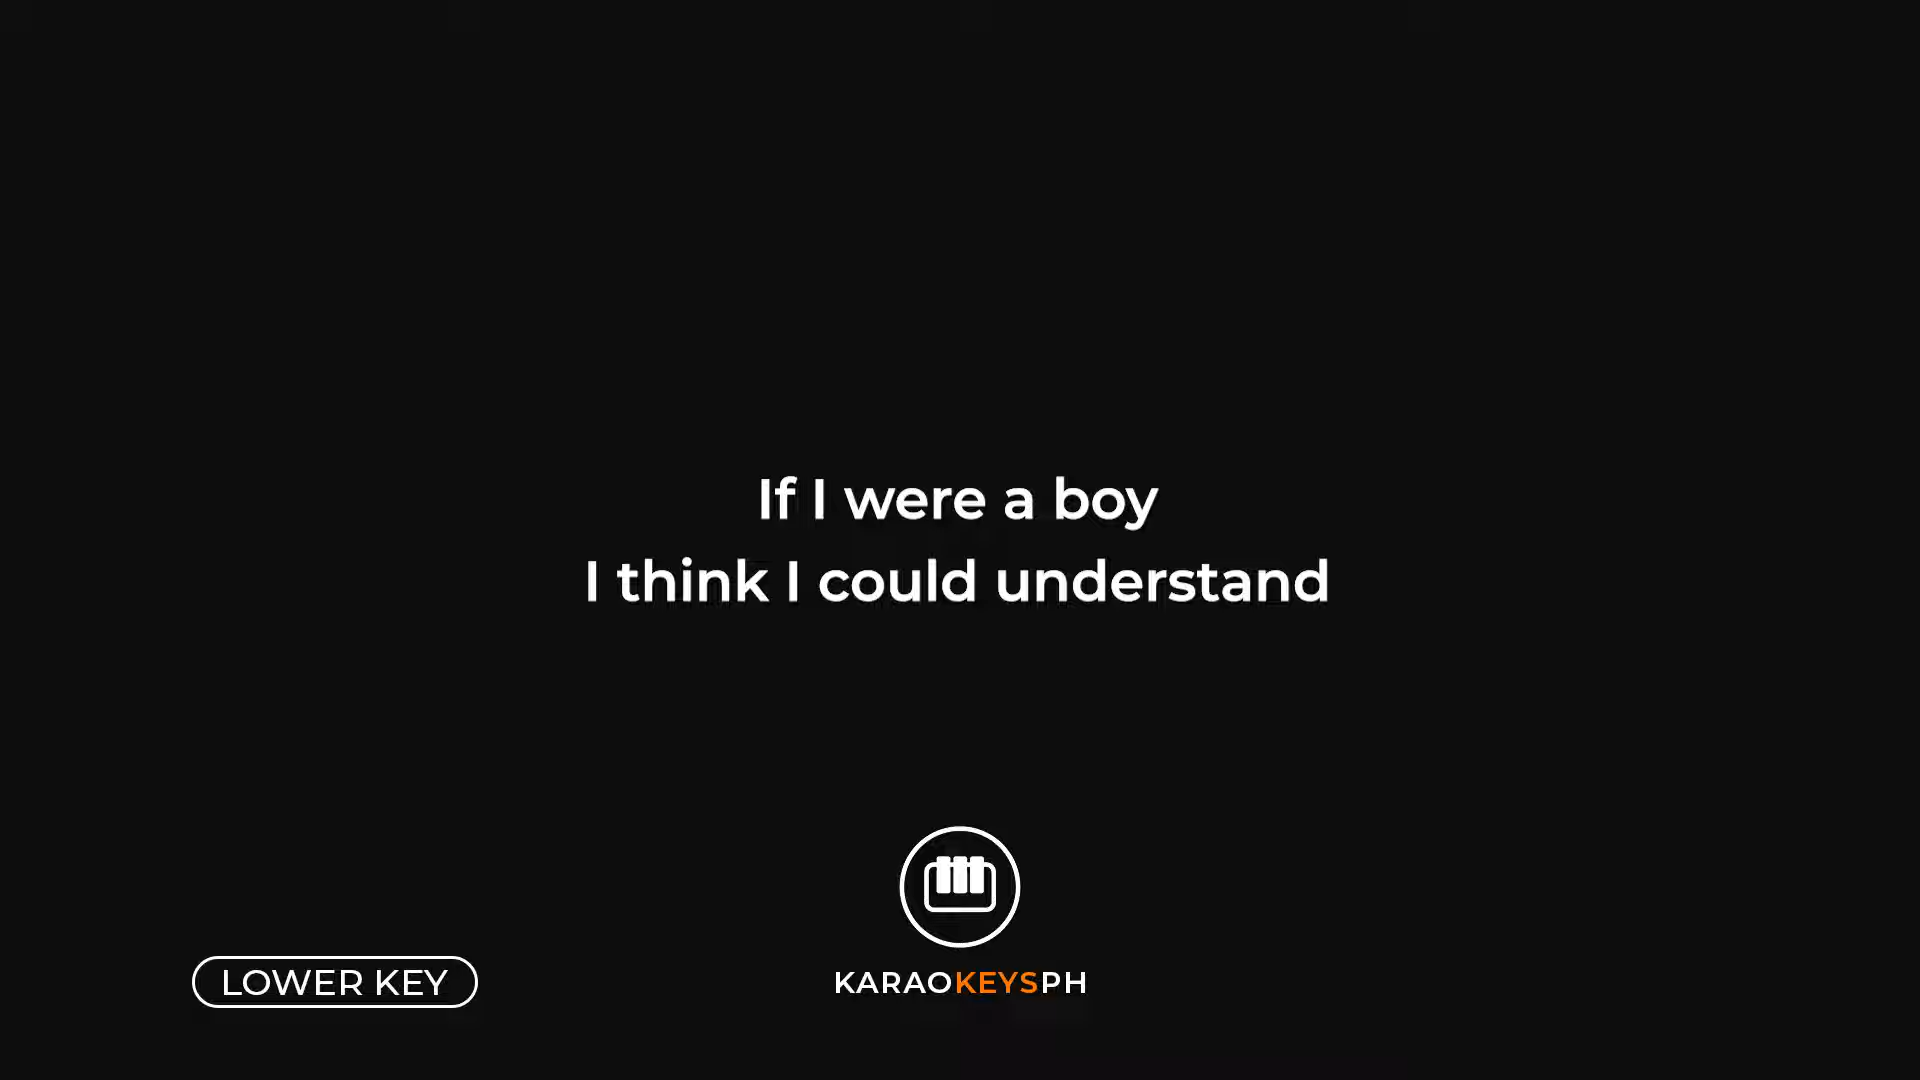 If I were a boy
I think I could understand
LOWER KEY
KARAOKEYSPH